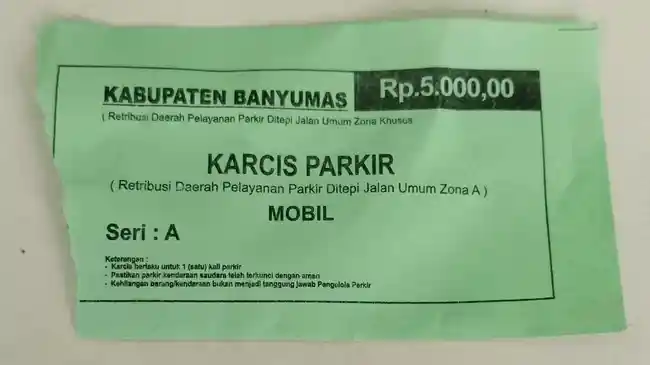 KABUPATEN BANYUMAS
Rp.5.000,00
( Retribusi Daerah Pelayanan Parkir Ditepi Jalan Umum Zona Khusus
KARCIS PARKIR
( Retribusi Daerah Pelayanan Parkir Ditepi Jalan Umum Zona A )
MOBIL
Seri : A
Keterangan :
- Karcis berlaku untuk 1 (satu) kali parkir
- Pastikan parkir kendaraan saudara telah terkunci dengan aman
- Kehilangan barang/kendaraan bukan menjadi tanggung jawab Pengelola Parkir